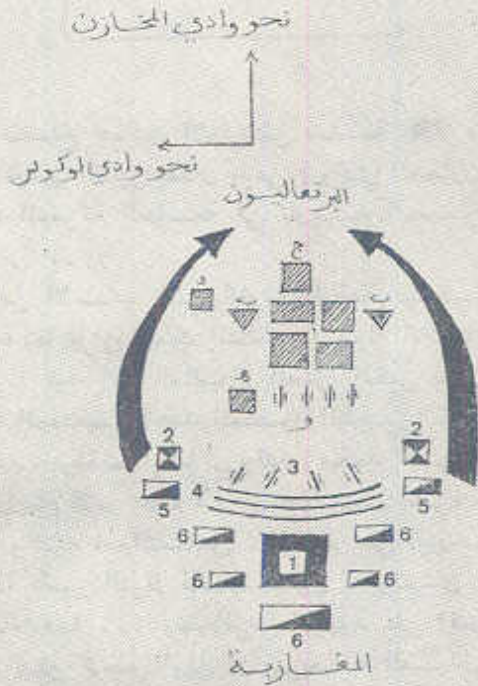 نحو وادي المخازن
نحو وادي لوكوس
البرتغاليون
ج
د
ب
ب
ه
و
2
2
3
4
5
5
6
6
1
6
6
6
المغاربة